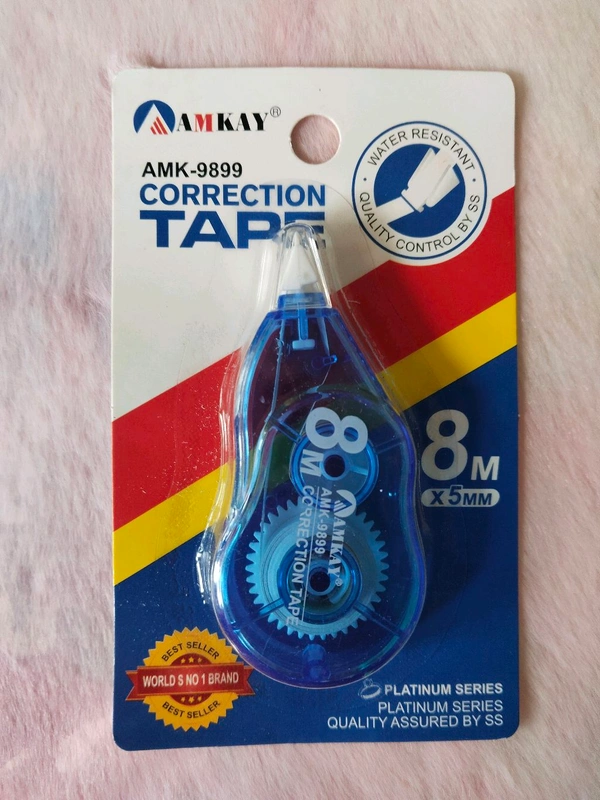 AMKAY®
AMK-9899
CORRECTION
TAPE
WATER RESISTANT
QUALITY CONTROL BY SS
8M
X 5MM
8M
AMKAY®
AMK-9899
CORRECTION TAPE
BEST SELLER
WORLD S NO 1 BRAND
BEST SELLER
PLATINUM SERIES
PLATINUM SERIES
QUALITY ASSURED BY SS